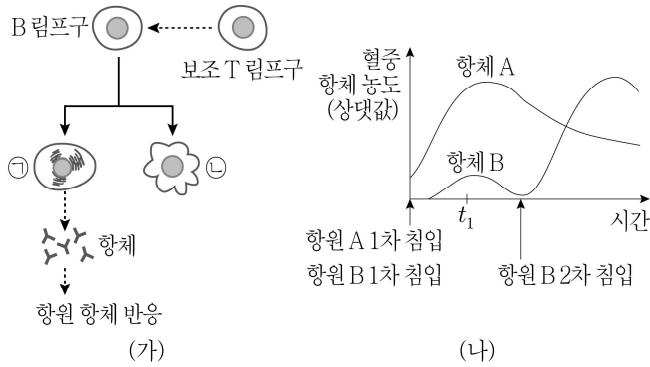 B 림프구
보조 T 림프구
㉠
㉡
항체
항원 항체 반응
(가)
혈중
항체 농도
(상댓값)
항체 A
항체 B
t₁
시간
항원 A 1차 침입
항원 B 1차 침입
항원 B 2차 침입
(나)